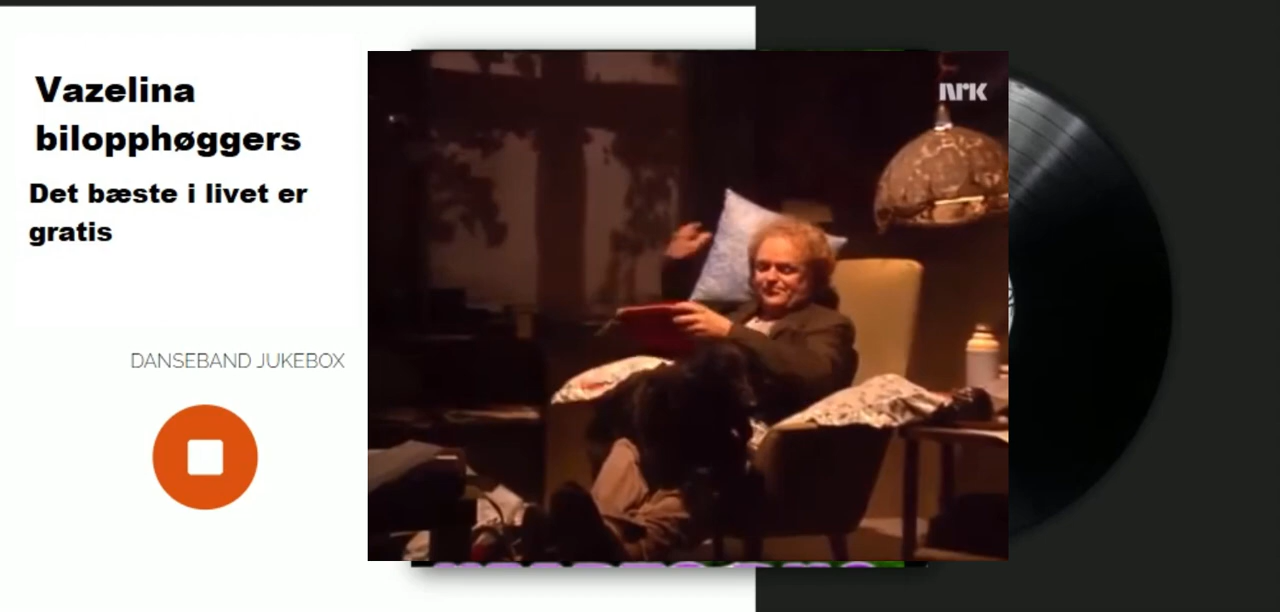 Vazelina
bilopphøggers
Det bæste i livet er
gratis
DANSEBAND JUKEBOX
nrk